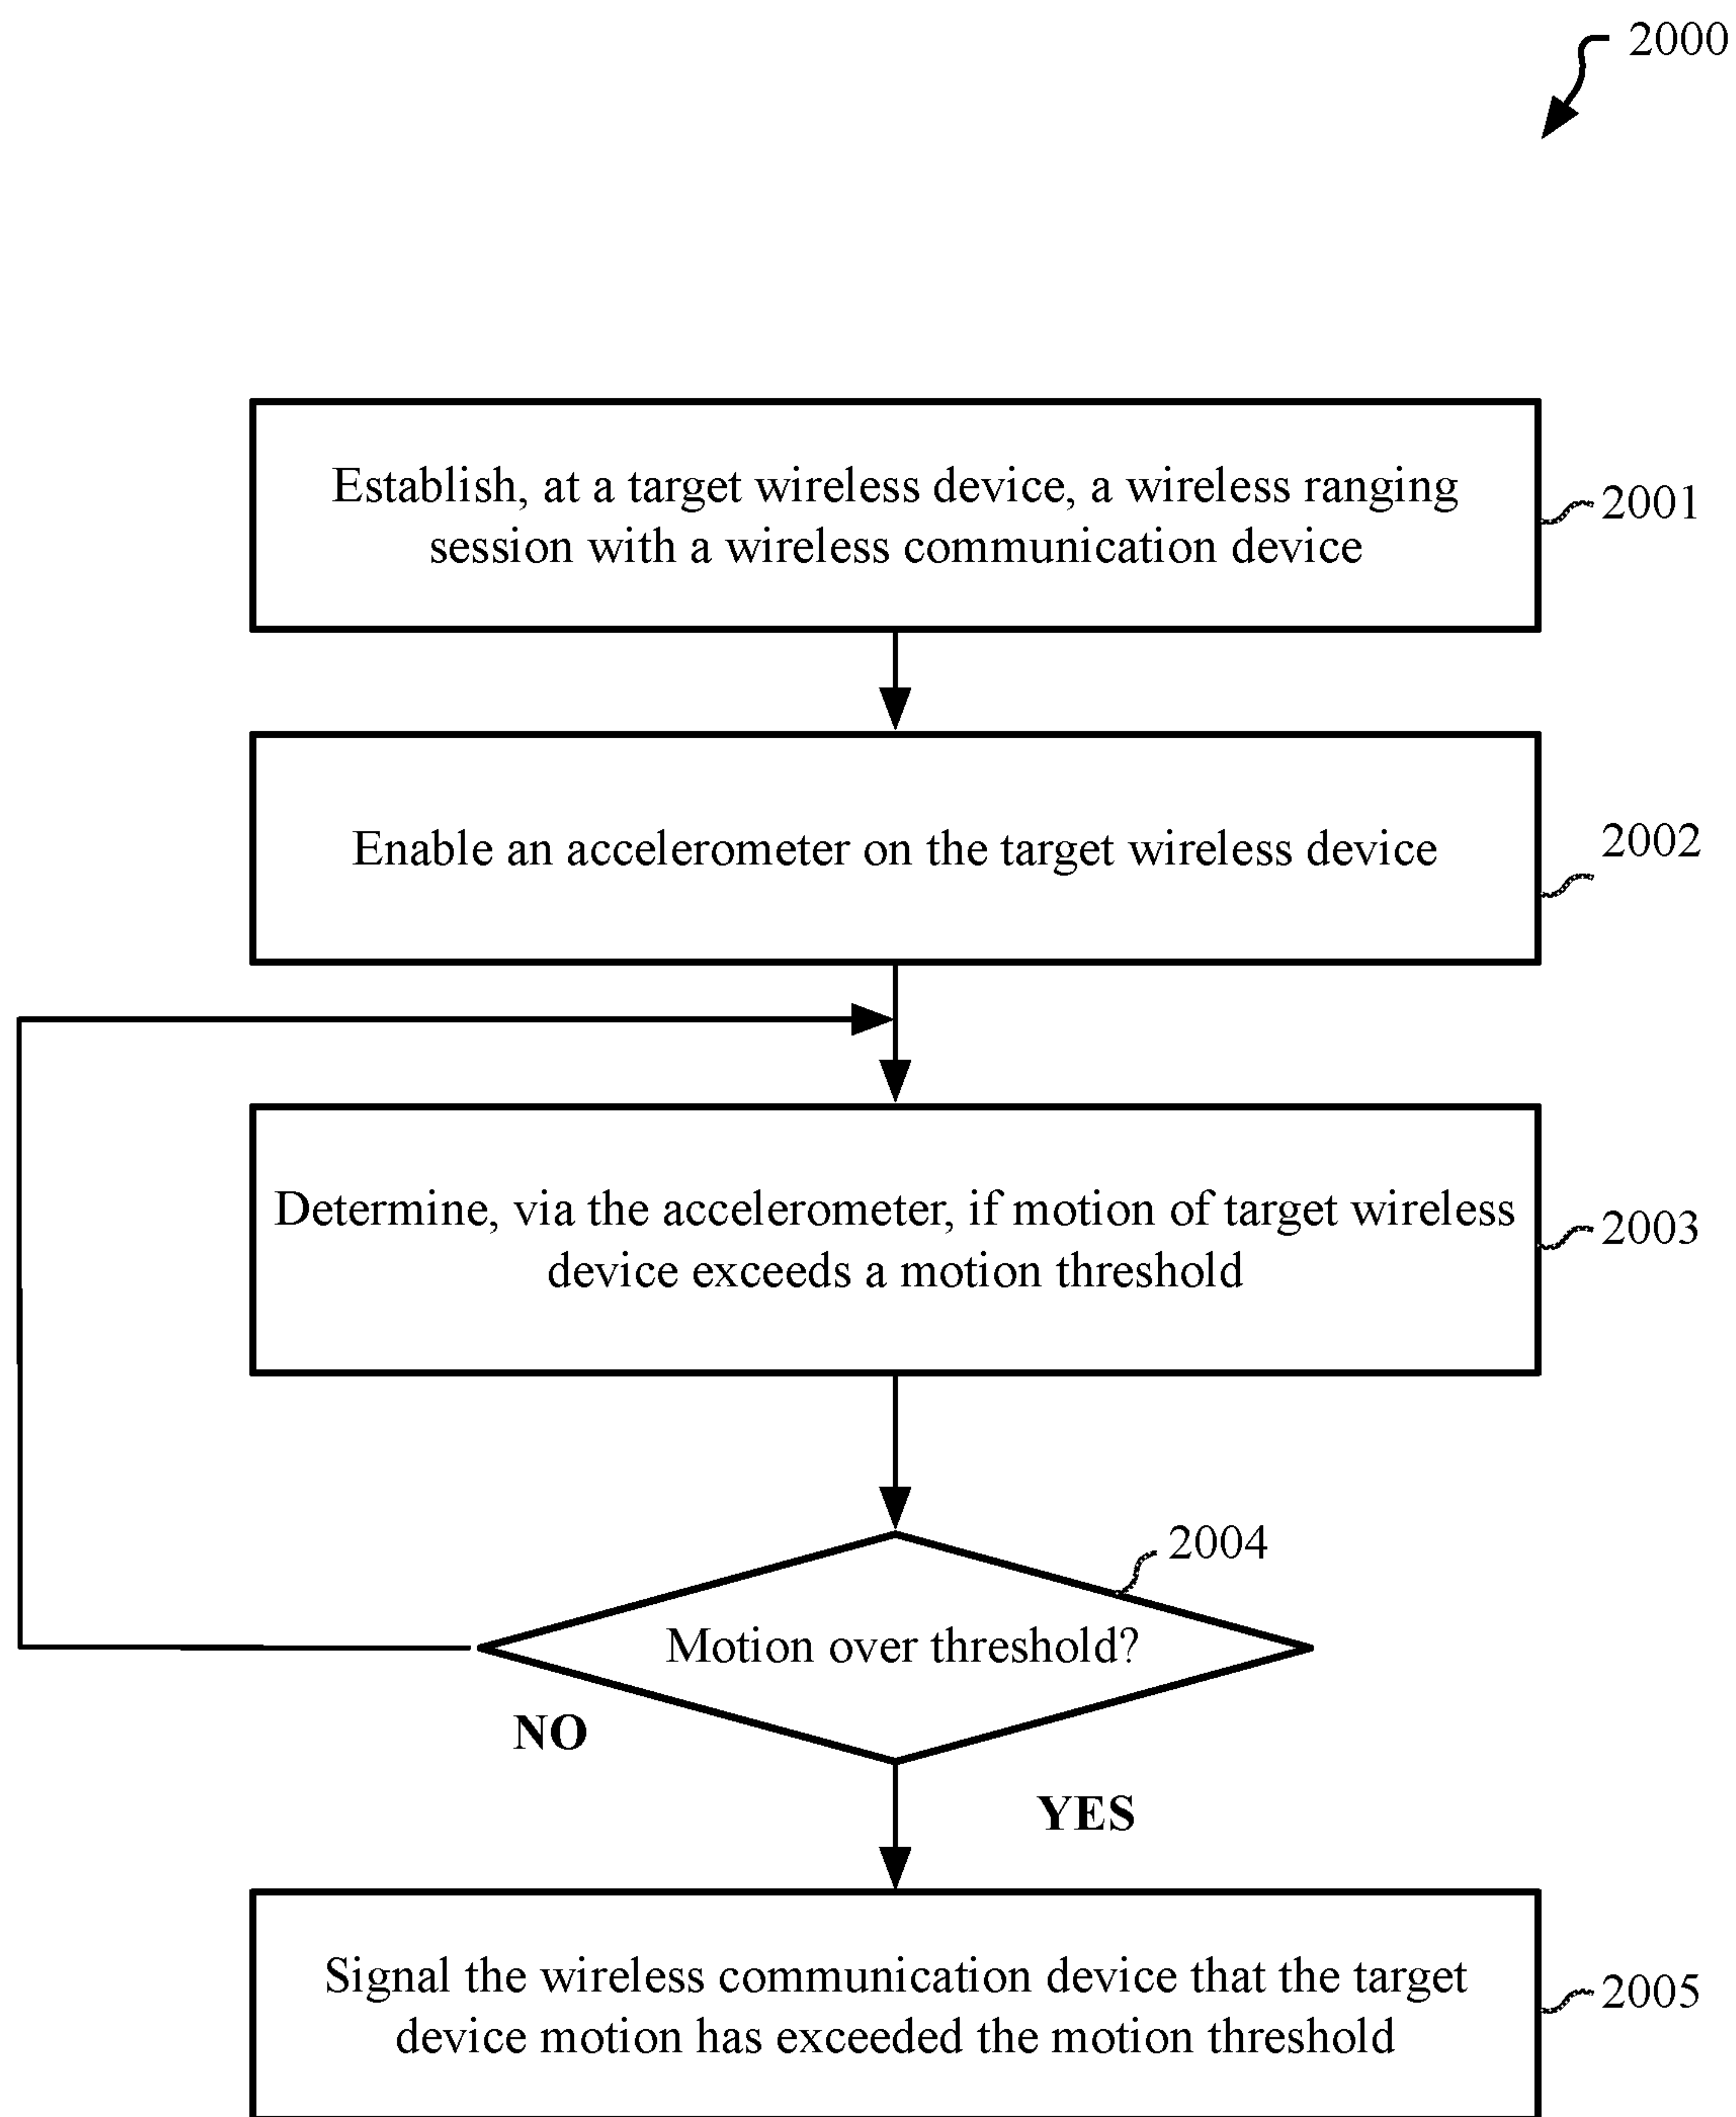 2000
Establish, at a target wireless device, a wireless ranging
session with a wireless communication device
2001
Enable an accelerometer on the target wireless device
2002
Determine, via the accelerometer, if motion of target wireless
device exceeds a motion threshold
2003
2004
Motion over threshold?
NO
YES
Signal the wireless communication device that the target
device motion has exceeded the motion threshold
2005